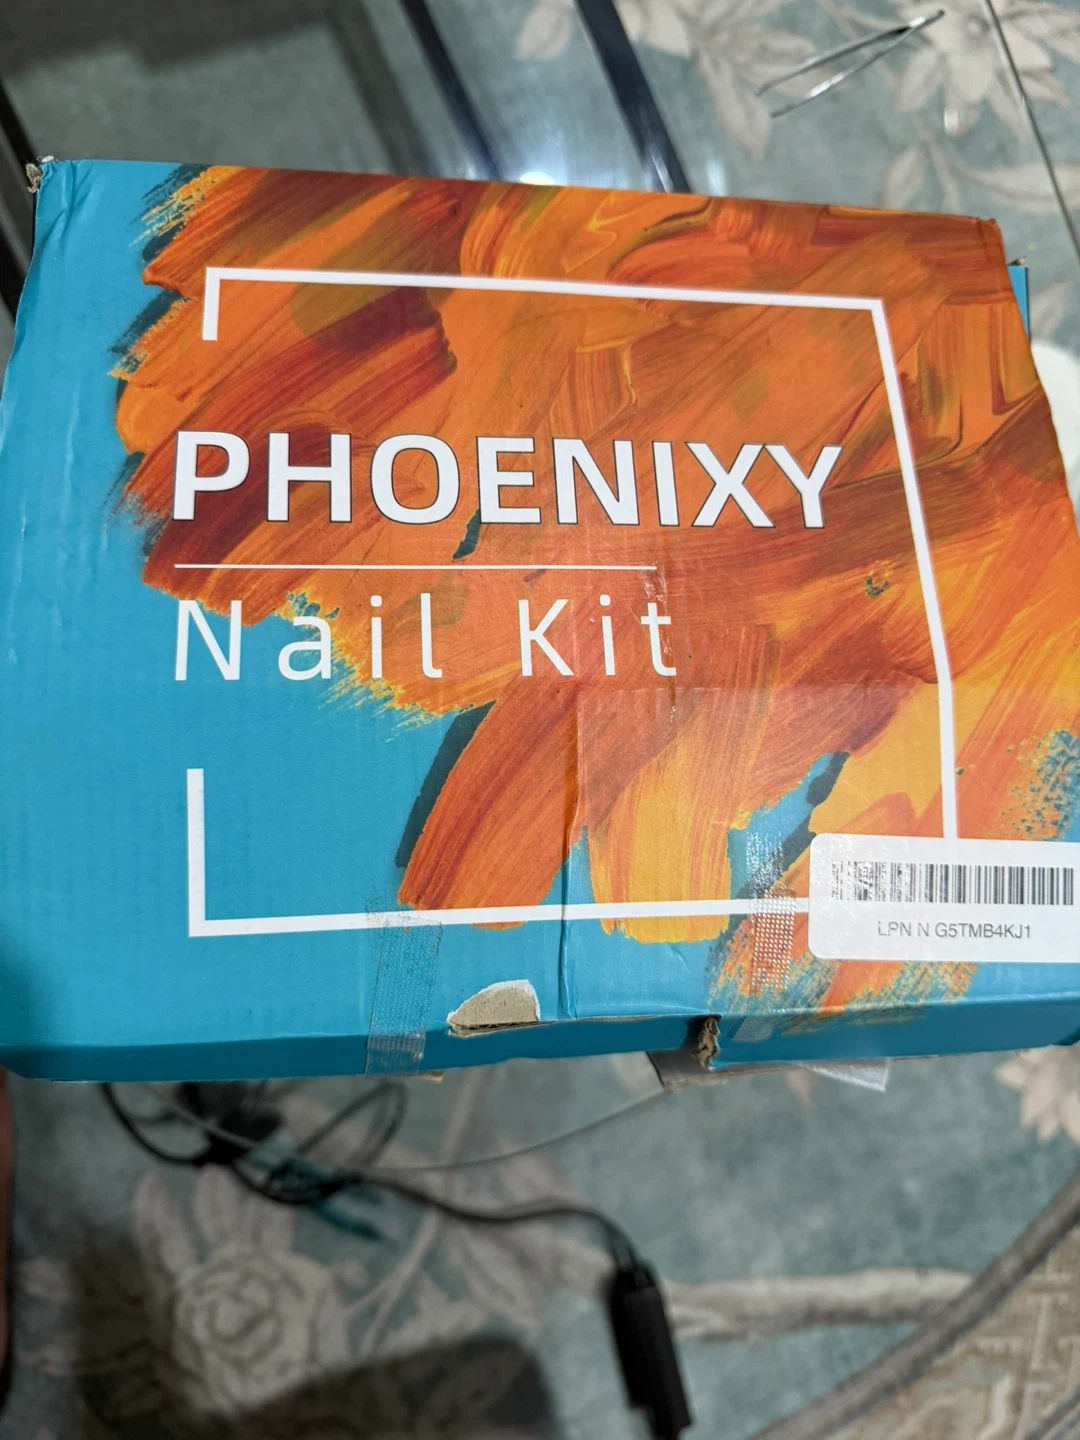 PHOENIXY
Nail Kit
LPN N G5TMB4KJ1